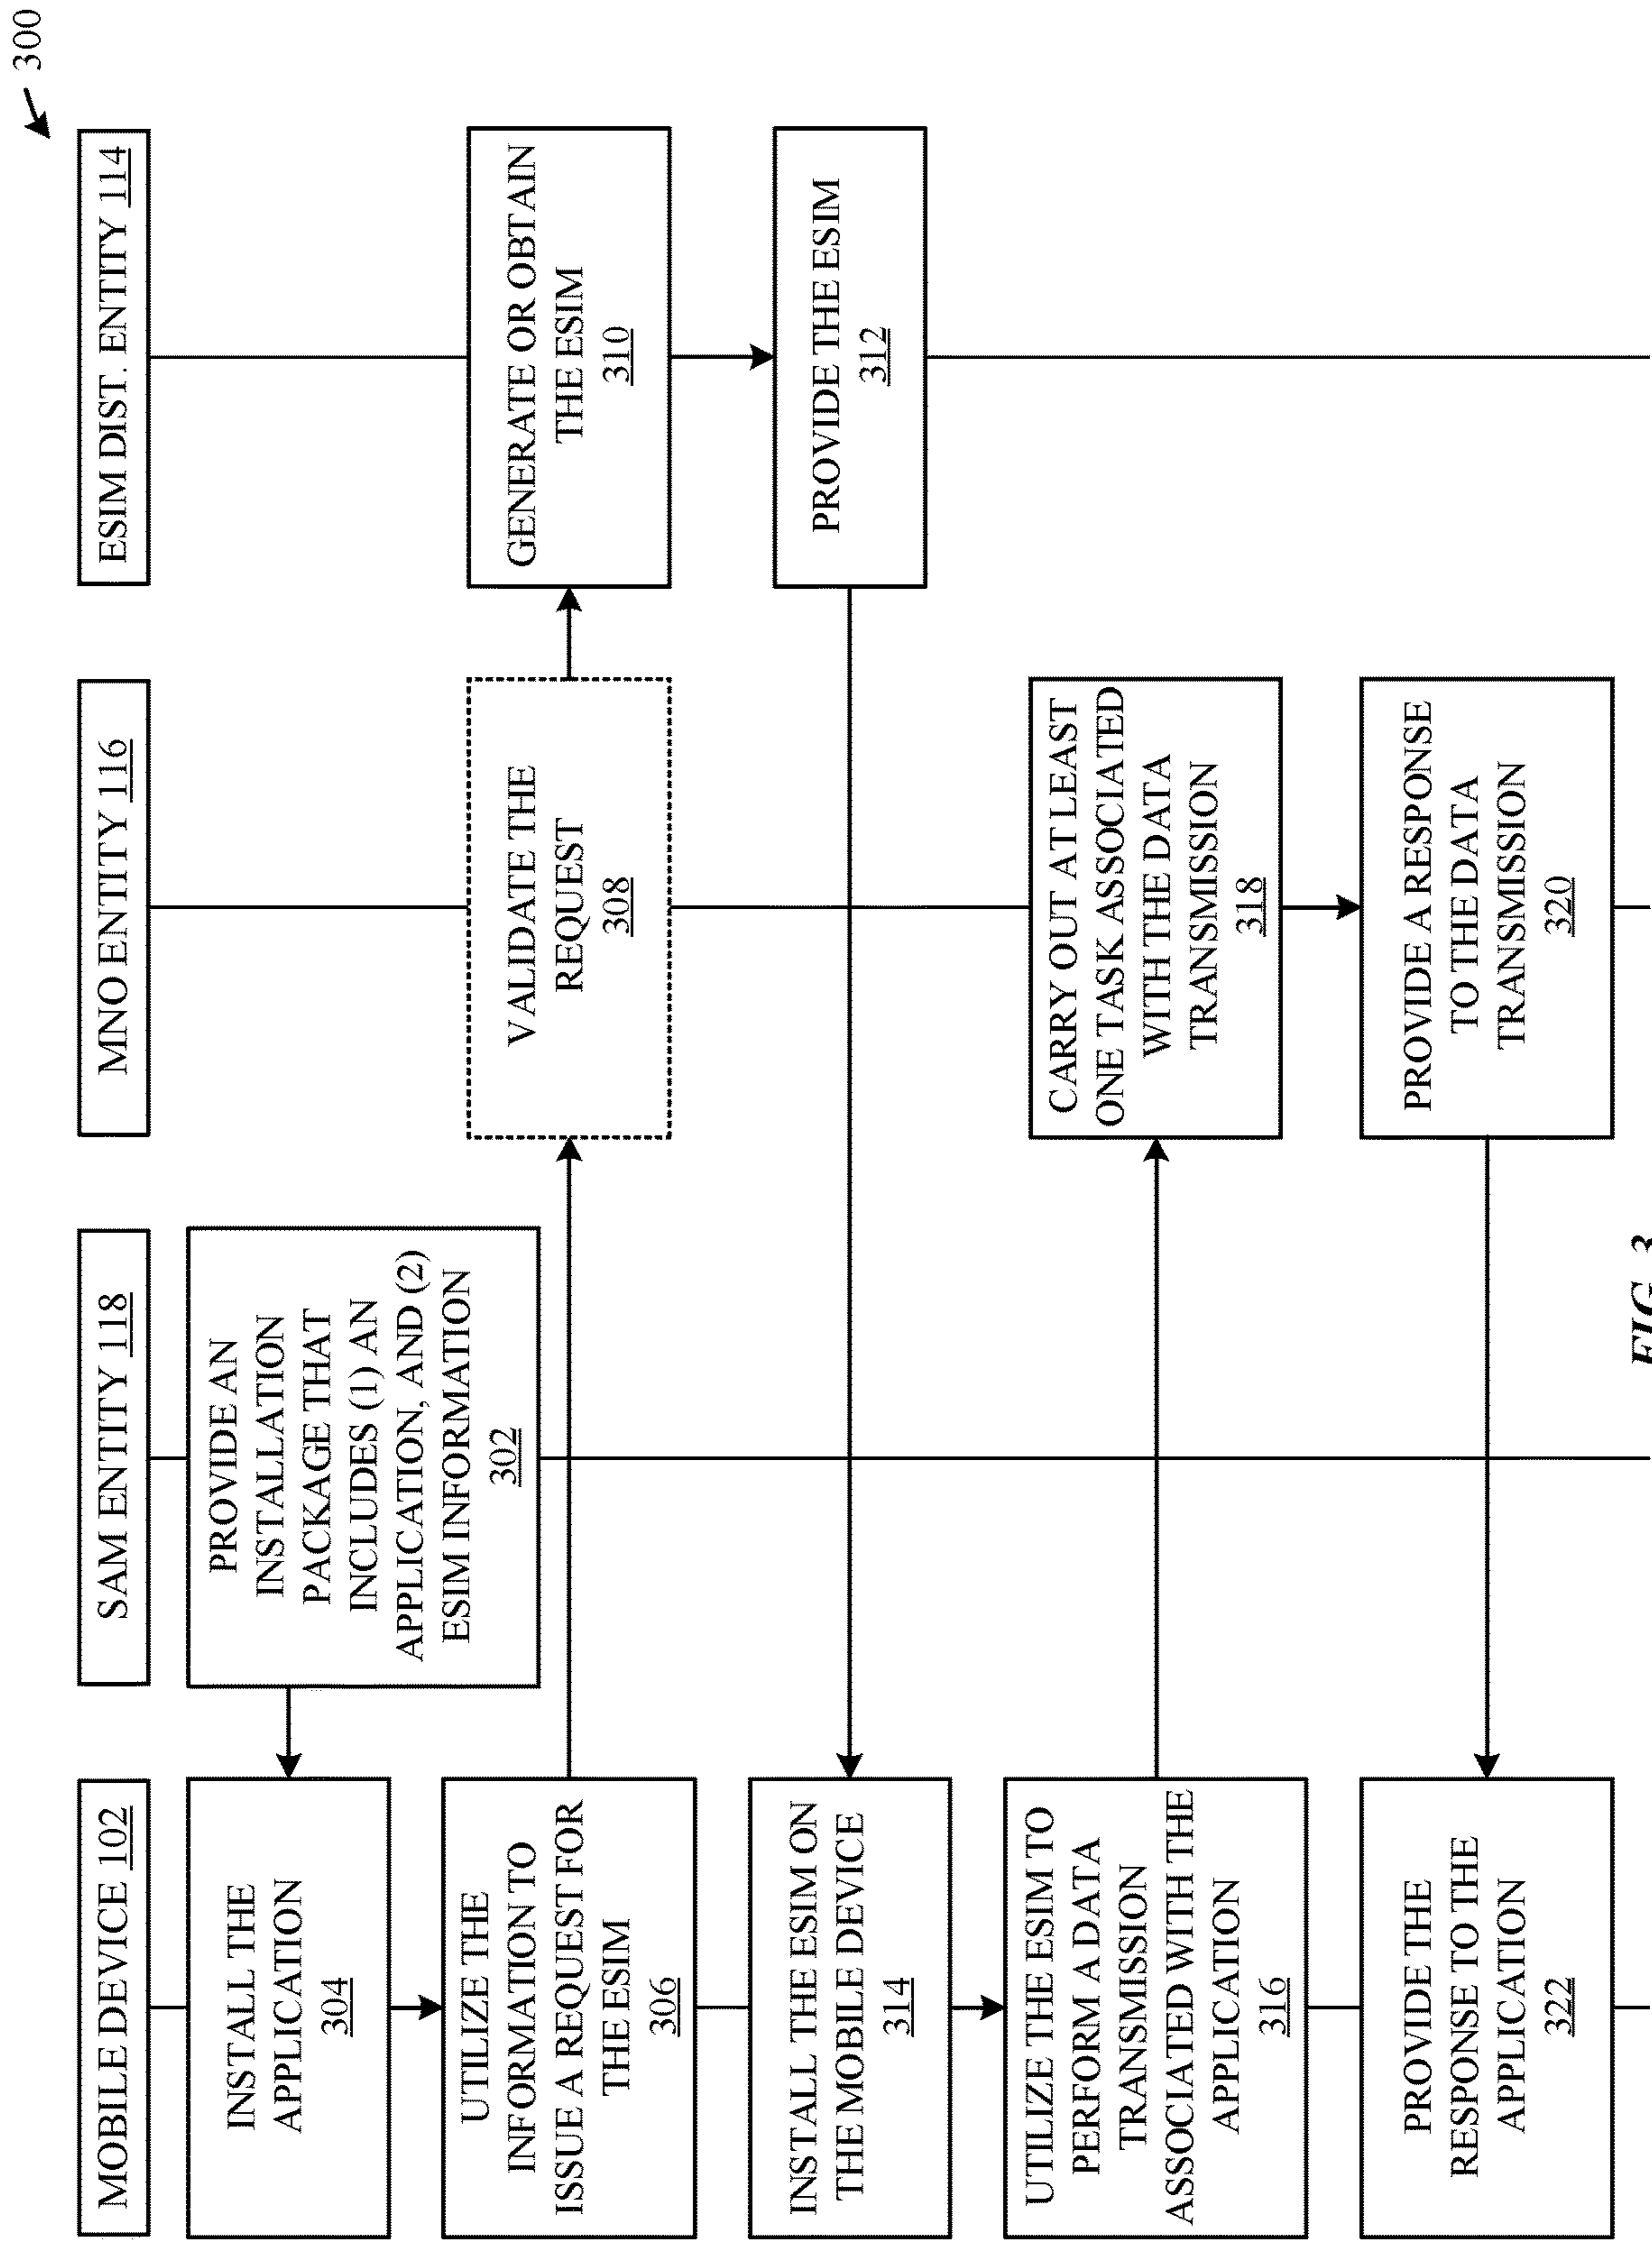 300
MOBILE DEVICE 102
SAM ENTITY 118
MNO ENTITY 116
ESIM DIST. ENTITY 114
PROVIDE AN
INSTALLATION
PACKAGE THAT
INCLUDES (1) AN
APPLICATION, AND (2)
ESIM INFORMATION
302
INSTALL THE
APPLICATION
304
UTILIZE THE
INFORMATION TO
ISSUE A REQUEST FOR
THE ESIM
306
VALIDATE THE
REQUEST
308
GENERATE OR OBTAIN
THE ESIM
310
PROVIDE THE ESIM
312
INSTALL THE ESIM ON
THE MOBILE DEVICE
314
UTILIZE THE ESIM TO
PERFORM A DATA
TRANSMISSION
ASSOCIATED WITH THE
APPLICATION
316
CARRY OUT AT LEAST
ONE TASK ASSOCIATED
WITH THE DATA
TRANSMISSION
318
PROVIDE A RESPONSE
TO THE DATA
TRANSMISSION
320
PROVIDE THE
RESPONSE TO THE
APPLICATION
322
FIG. 3